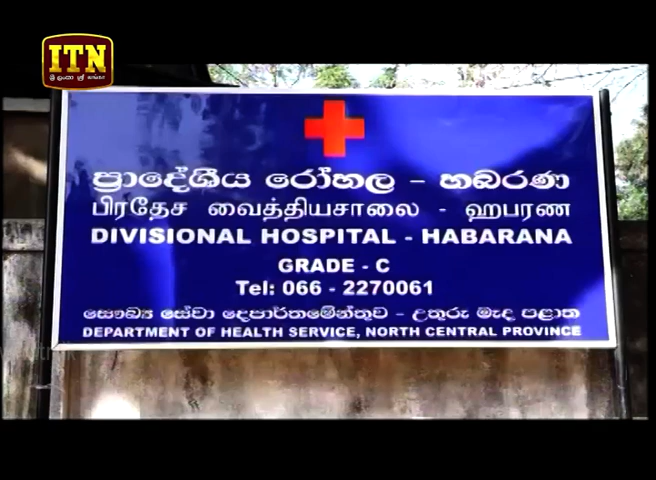 ITN
ශ්‍රී ලංකා ஸ்ரீ லங்கா
ප්‍රාදේශීය රෝහල – හබරණ
பிரதேச வைத்தியசாலை - ஹபரண
DIVISIONAL HOSPITAL - HABARANA
GRADE - C
Tel: 066 - 2270061
සෞඛ්‍ය සේවා දෙපාර්තමේන්තුව – උතුරු මැද පළාත
DEPARTMENT OF HEALTH SERVICE, NORTH CENTRAL PROVINCE